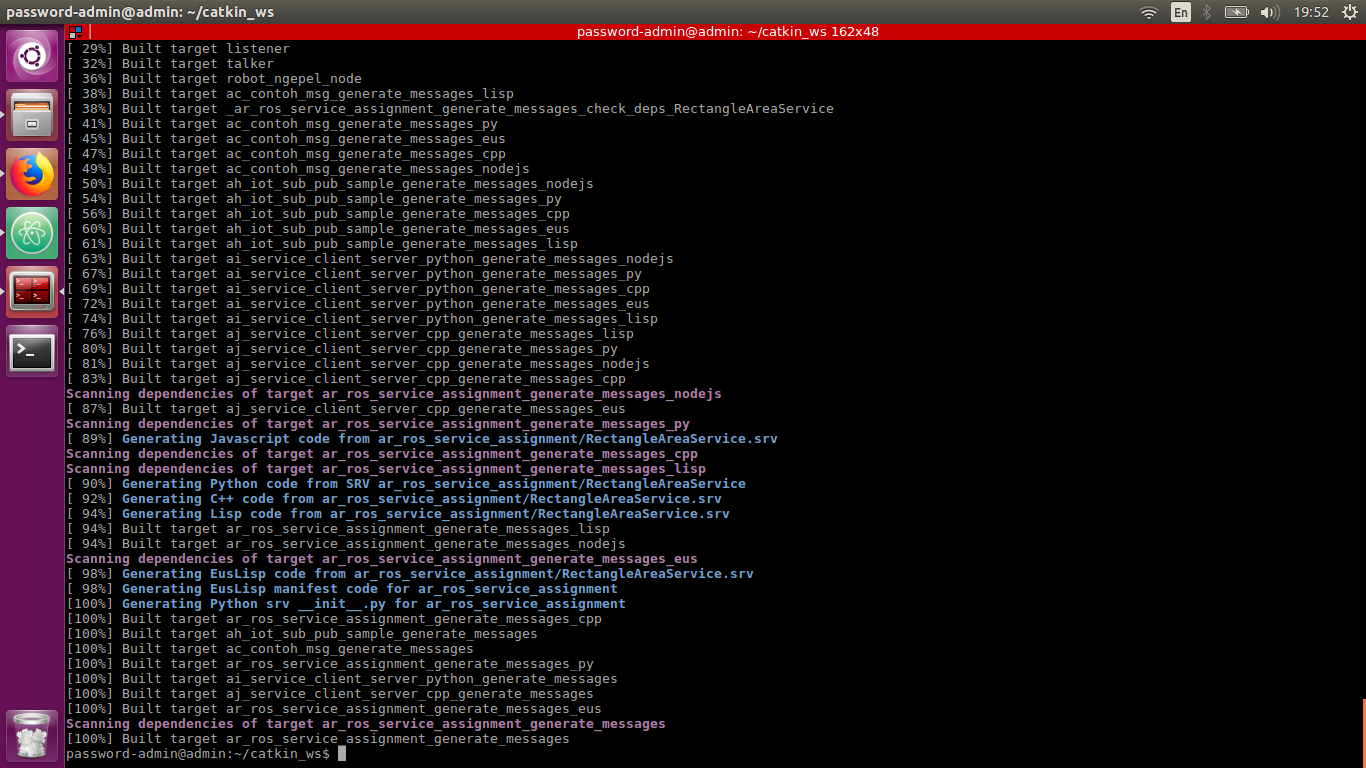 password-admin@admin: ~/catkin_ws
En
19:52
password-admin@admin: ~/catkin_ws 162x48
[ 29%] Built target listener
[ 32%] Built target talker
[ 36%] Built target robot_ngepel_node
[ 38%] Built target ac_contoh_msg_generate_messages_lisp
[ 38%] Built target _ar_ros_service_assignment_generate_messages_check_deps_RectangleAreaService
[ 41%] Built target ac_contoh_msg_generate_messages_py
[ 45%] Built target ac_contoh_msg_generate_messages_eus
[ 47%] Built target ac_contoh_msg_generate_messages_cpp
[ 49%] Built target ac_contoh_msg_generate_messages_nodejs
[ 50%] Built target ah_iot_sub_pub_sample_generate_messages_nodejs
[ 54%] Built target ah_iot_sub_pub_sample_generate_messages_py
[ 56%] Built target ah_iot_sub_pub_sample_generate_messages_cpp
[ 60%] Built target ah_iot_sub_pub_sample_generate_messages_eus
[ 61%] Built target ah_iot_sub_pub_sample_generate_messages_lisp
[ 63%] Built target ai_service_client_server_python_generate_messages_nodejs
[ 67%] Built target ai_service_client_server_python_generate_messages_py
[ 69%] Built target ai_service_client_server_python_generate_messages_cpp
[ 72%] Built target ai_service_client_server_python_generate_messages_eus
[ 74%] Built target ai_service_client_server_python_generate_messages_lisp
[ 76%] Built target aj_service_client_server_cpp_generate_messages_lisp
[ 80%] Built target aj_service_client_server_cpp_generate_messages_py
[ 81%] Built target aj_service_client_server_cpp_generate_messages_nodejs
[ 83%] Built target aj_service_client_server_cpp_generate_messages_cpp
Scanning dependencies of target ar_ros_service_assignment_generate_messages_nodejs
[ 87%] Built target aj_service_client_server_cpp_generate_messages_eus
Scanning dependencies of target ar_ros_service_assignment_generate_messages_py
[ 89%] Generating Javascript code from ar_ros_service_assignment/RectangleAreaService.srv
Scanning dependencies of target ar_ros_service_assignment_generate_messages_cpp
Scanning dependencies of target ar_ros_service_assignment_generate_messages_lisp
[ 90%] Generating Python code from SRV ar_ros_service_assignment/RectangleAreaService
[ 92%] Generating C++ code from ar_ros_service_assignment/RectangleAreaService.srv
[ 94%] Generating Lisp code from ar_ros_service_assignment/RectangleAreaService.srv
[ 94%] Built target ar_ros_service_assignment_generate_messages_lisp
[ 94%] Built target ar_ros_service_assignment_generate_messages_nodejs
Scanning dependencies of target ar_ros_service_assignment_generate_messages_eus
[ 98%] Generating EusLisp code from ar_ros_service_assignment/RectangleAreaService.srv
[ 98%] Generating EusLisp manifest code for ar_ros_service_assignment
[100%] Generating Python srv __init__.py for ar_ros_service_assignment
[100%] Built target ar_ros_service_assignment_generate_messages_cpp
[100%] Built target ah_iot_sub_pub_sample_generate_messages
[100%] Built target ac_contoh_msg_generate_messages
[100%] Built target ar_ros_service_assignment_generate_messages_py
[100%] Built target ai_service_client_server_python_generate_messages
[100%] Built target aj_service_client_server_cpp_generate_messages
[100%] Built target ar_ros_service_assignment_generate_messages_eus
Scanning dependencies of target ar_ros_service_assignment_generate_messages
[100%] Built target ar_ros_service_assignment_generate_messages
password-admin@admin:~/catkin_ws$